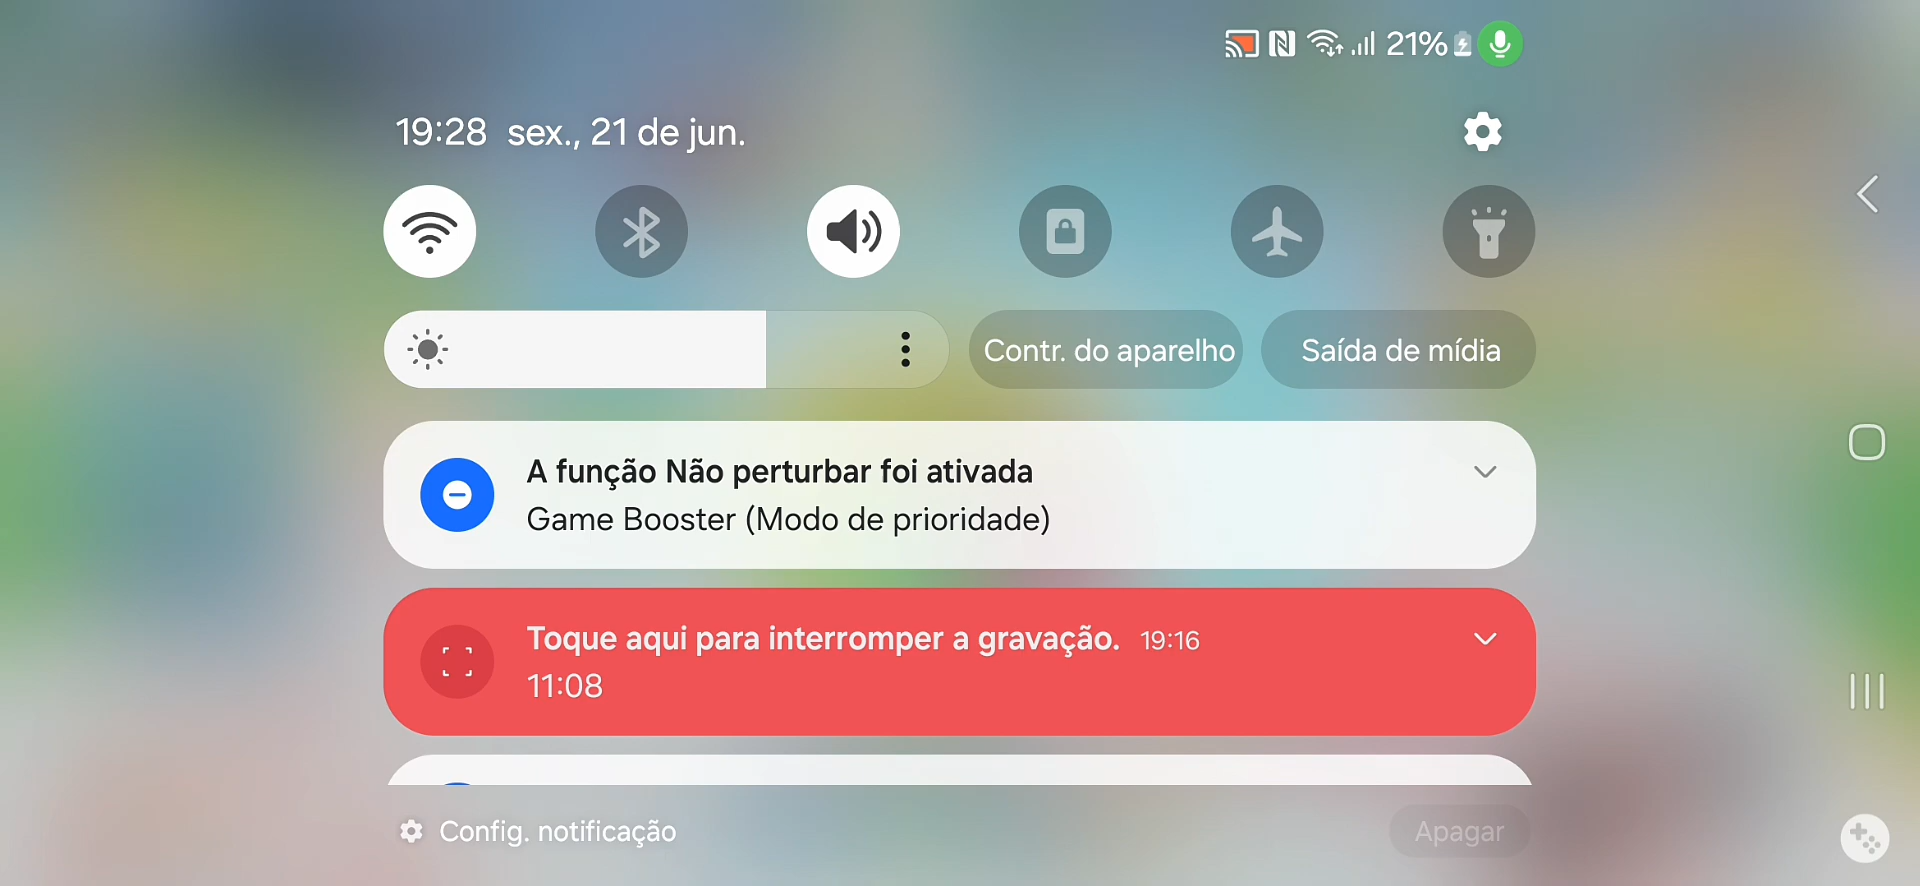 21%
19:28 sex., 21 de jun.
Contr. do aparelho
Saída de mídia
A função Não perturbar foi ativada
Game Booster (Modo de prioridade)
Toque aqui para interromper a gravação. 19:16
11:08
Config. notificação
Apagar